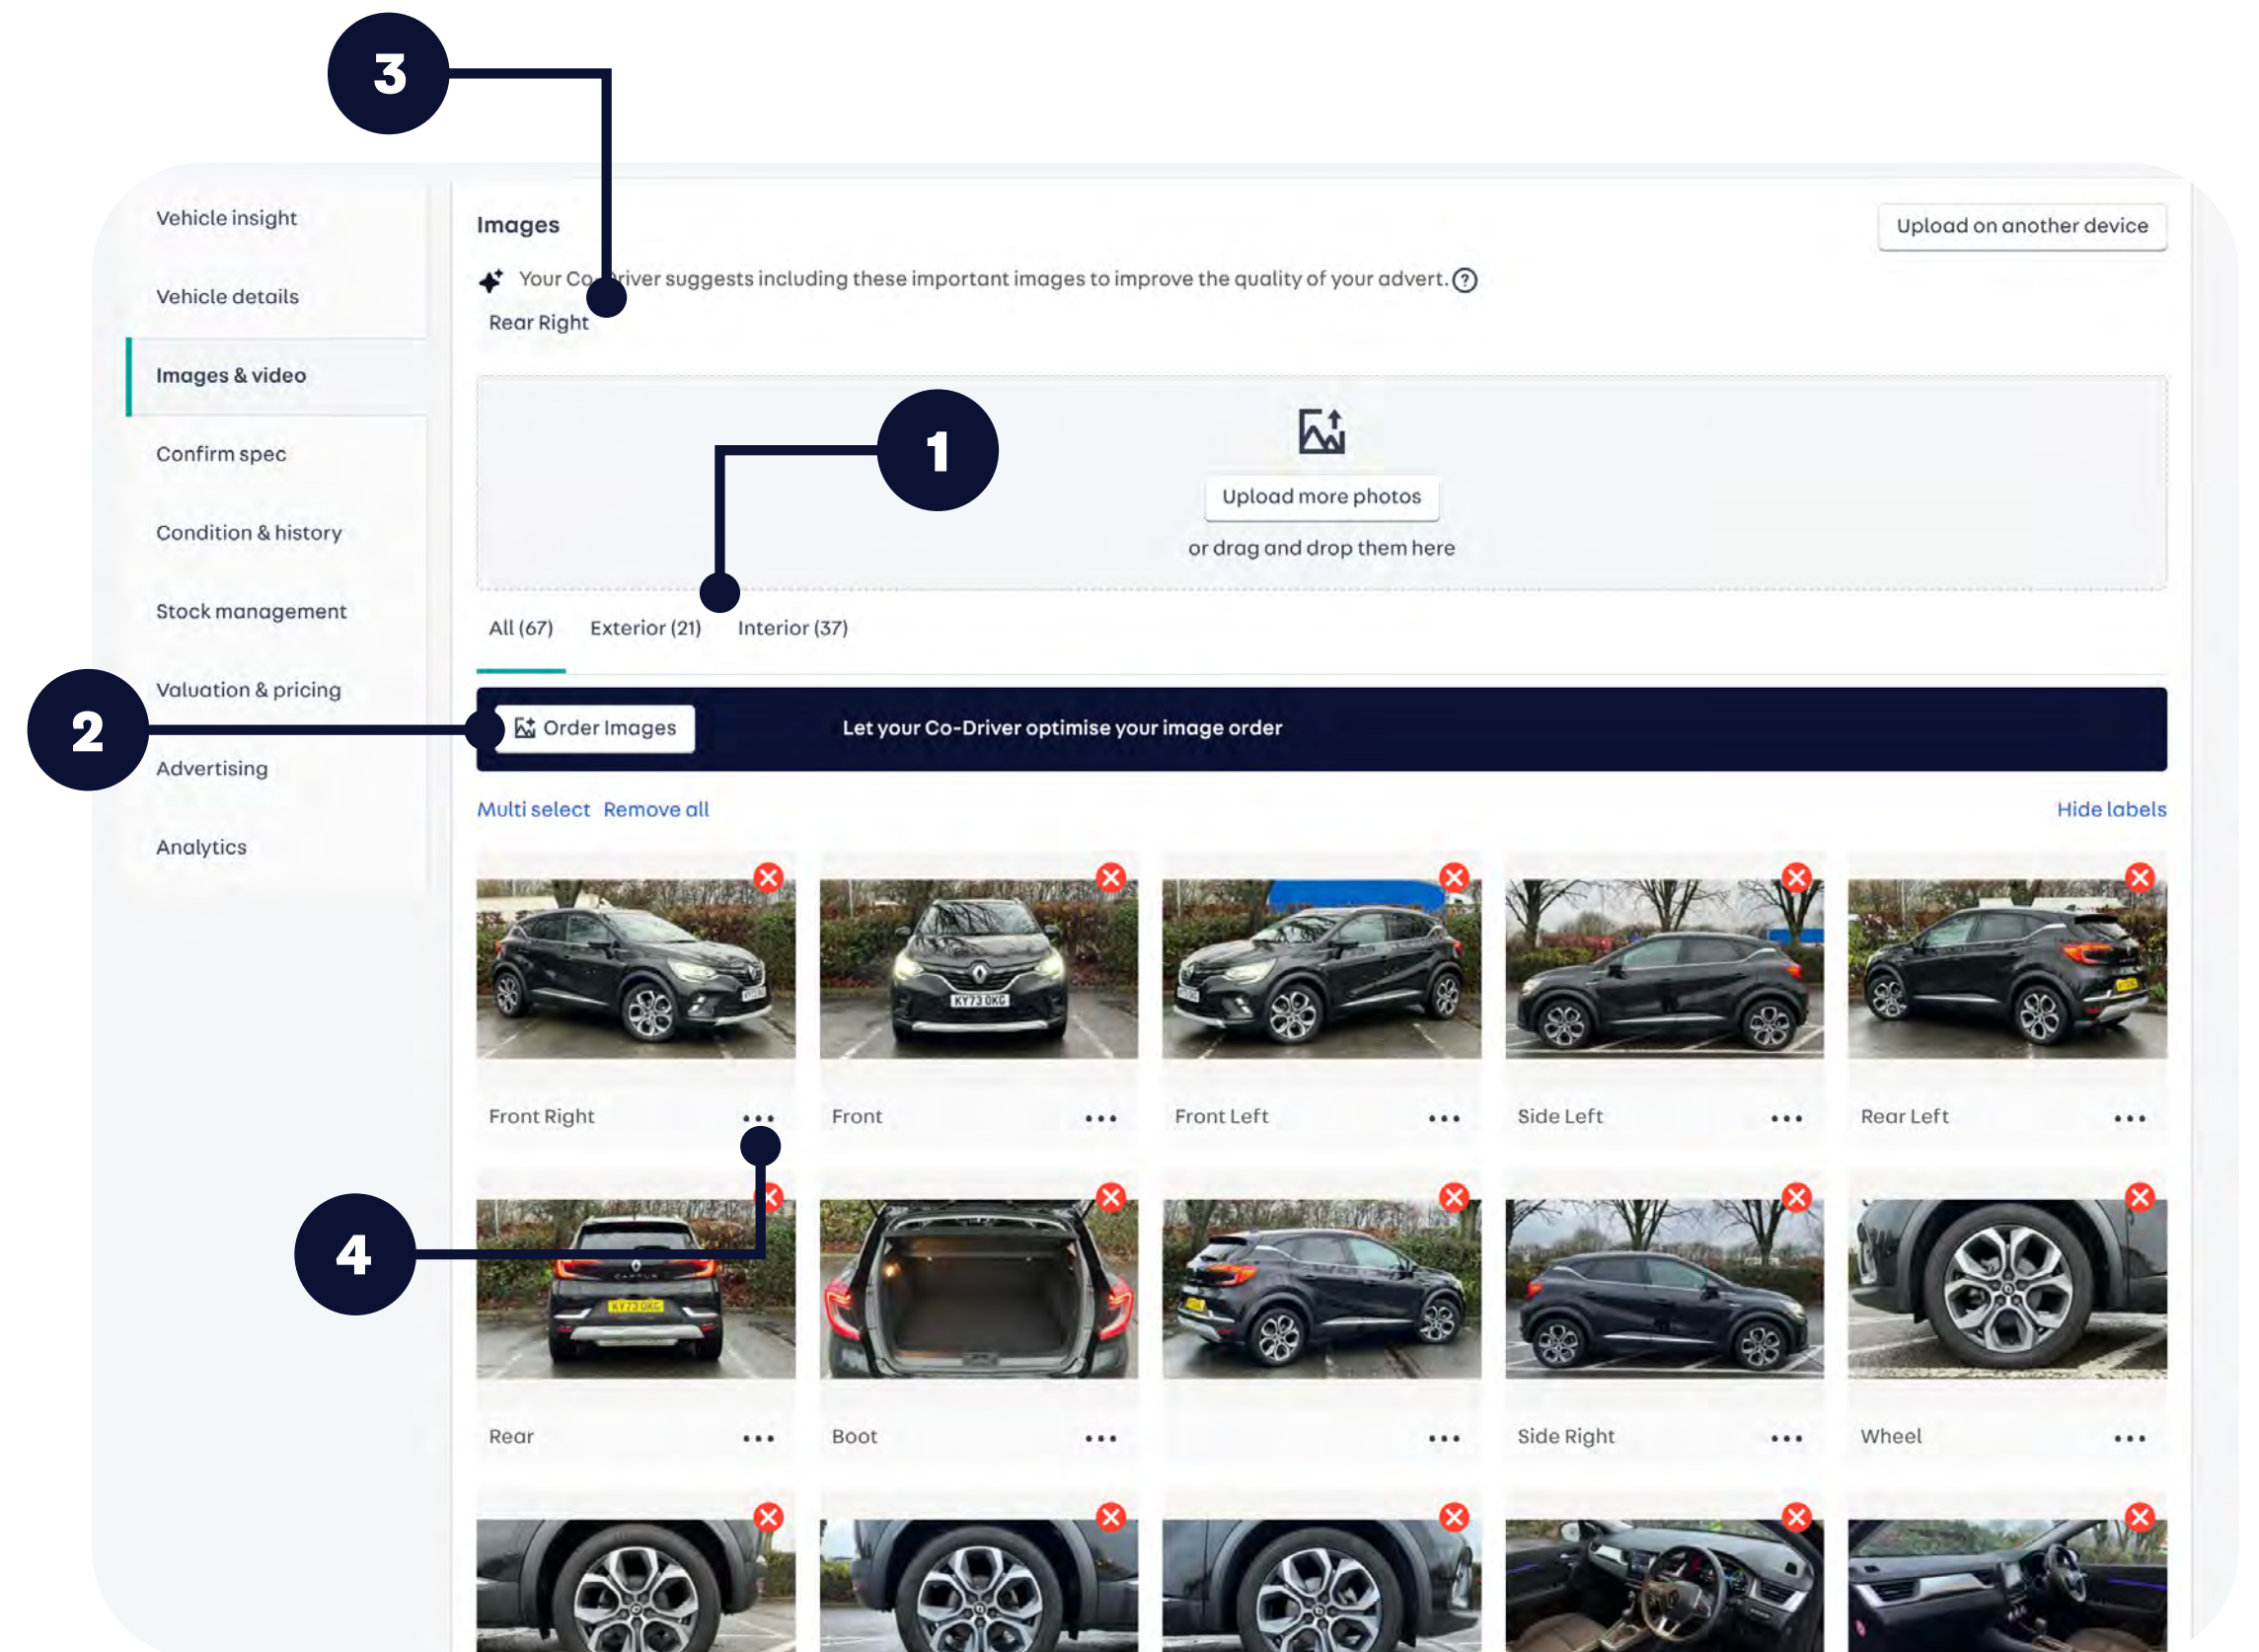 3
Vehicle insight
Images
Upload on another device
Your Co-Driver suggests including these important images to improve the quality of your advert. ?
Vehicle details
Rear Right
Images & video
1
Confirm spec
Upload more photos
Condition & history
or drag and drop them here
Stock management
All (67) Exterior (21) Interior (37)
Valuation & pricing
2
Order Images
Let your Co-Driver optimise your image order
Advertising
Multi select Remove all
Hide labels
Analytics
KY73 OKG
Front Right
Front
Front Left
Side Left
Rear Left
4
CAPTUR
KY73 OKG
Rear
Boot
Side Right
Wheel